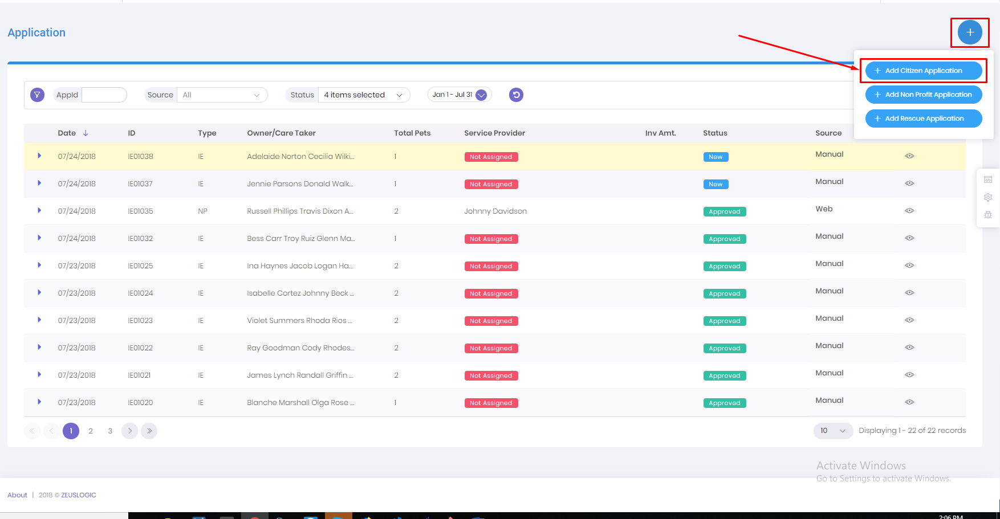 Application
+ Add Citizen Application
+ Add Non Profit Application
+ Add Rescue Application
AppId Source All Status 4 items selected Jan 1 - Jul 31
Date ID Type Owner/Care Taker Total Pets Service Provider Inv Amt. Status Source
07/24/2018 IE01038 IE Adelaide Norton Cecilia Wilki... 1 Not Assigned New Manual
07/24/2018 IE01037 IE Jennie Parsons Donald Walk... 1 Not Assigned New Manual
07/24/2018 IE01035 NP Russell Phillips Travis Dixon A... 2 Johnny Davidson Approved Web
07/24/2018 IE01032 IE Bess Carr Troy Ruiz Glenn Ma... 1 Not Assigned Approved Manual
07/23/2018 IE01025 IE Ina Haynes Jacob Logan Ha... 2 Not Assigned Approved Manual
07/23/2018 IE01024 IE Isabelle Cortez Johnny Beck ... 2 Not Assigned Approved Manual
07/23/2018 IE01023 IE Violet Summers Rhoda Rios ... 2 Not Assigned Approved Manual
07/23/2018 IE01022 IE Ray Goodman Cody Rhodes... 2 Not Assigned Approved Manual
07/23/2018 IE01021 IE James Lynch Randall Griffin ... 2 Not Assigned Approved Manual
07/23/2018 IE01020 IE Blanche Marshall Olga Rose ... 1 Not Assigned Approved Manual
1 2 3 10 Displaying 1 - 22 of 22 records
Activate Windows
Go to Settings to activate Windows.
About | 2018 © ZEUSLOGIC
2:06 PM